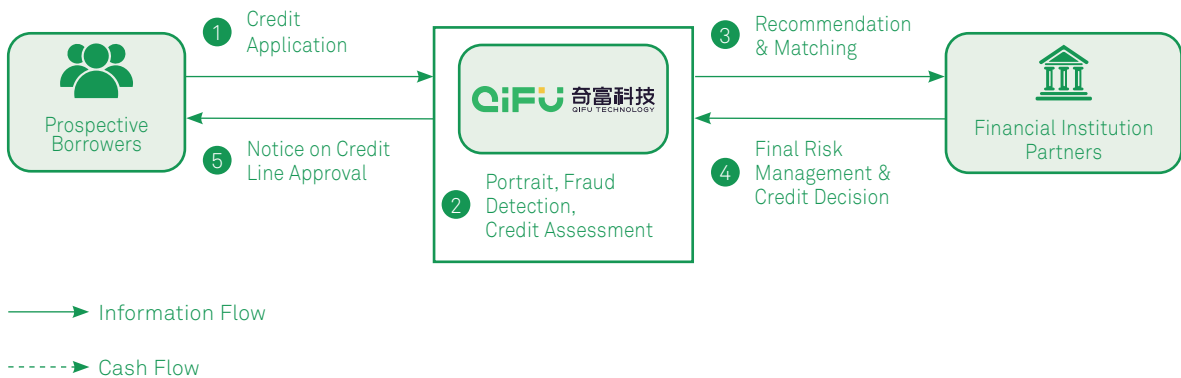 1
Credit
Application
3
Recommendation
& Matching
Prospective
Borrowers
QIFU 奇富科技
QIFU TECHNOLOGY
Financial Institution
Partners
5
Notice on Credit
Line Approval
2
Portrait, Fraud
Detection,
Credit Assessment
4
Final Risk
Management &
Credit Decision
Information Flow
Cash Flow